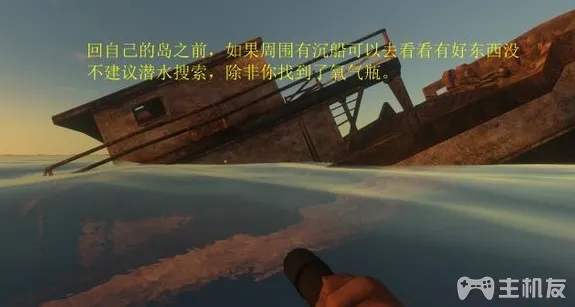 回自己的岛之前，如果周围有沉船可以去看看有好东西没
不建议潜水搜索，除非你找到了氧气瓶。
主机友